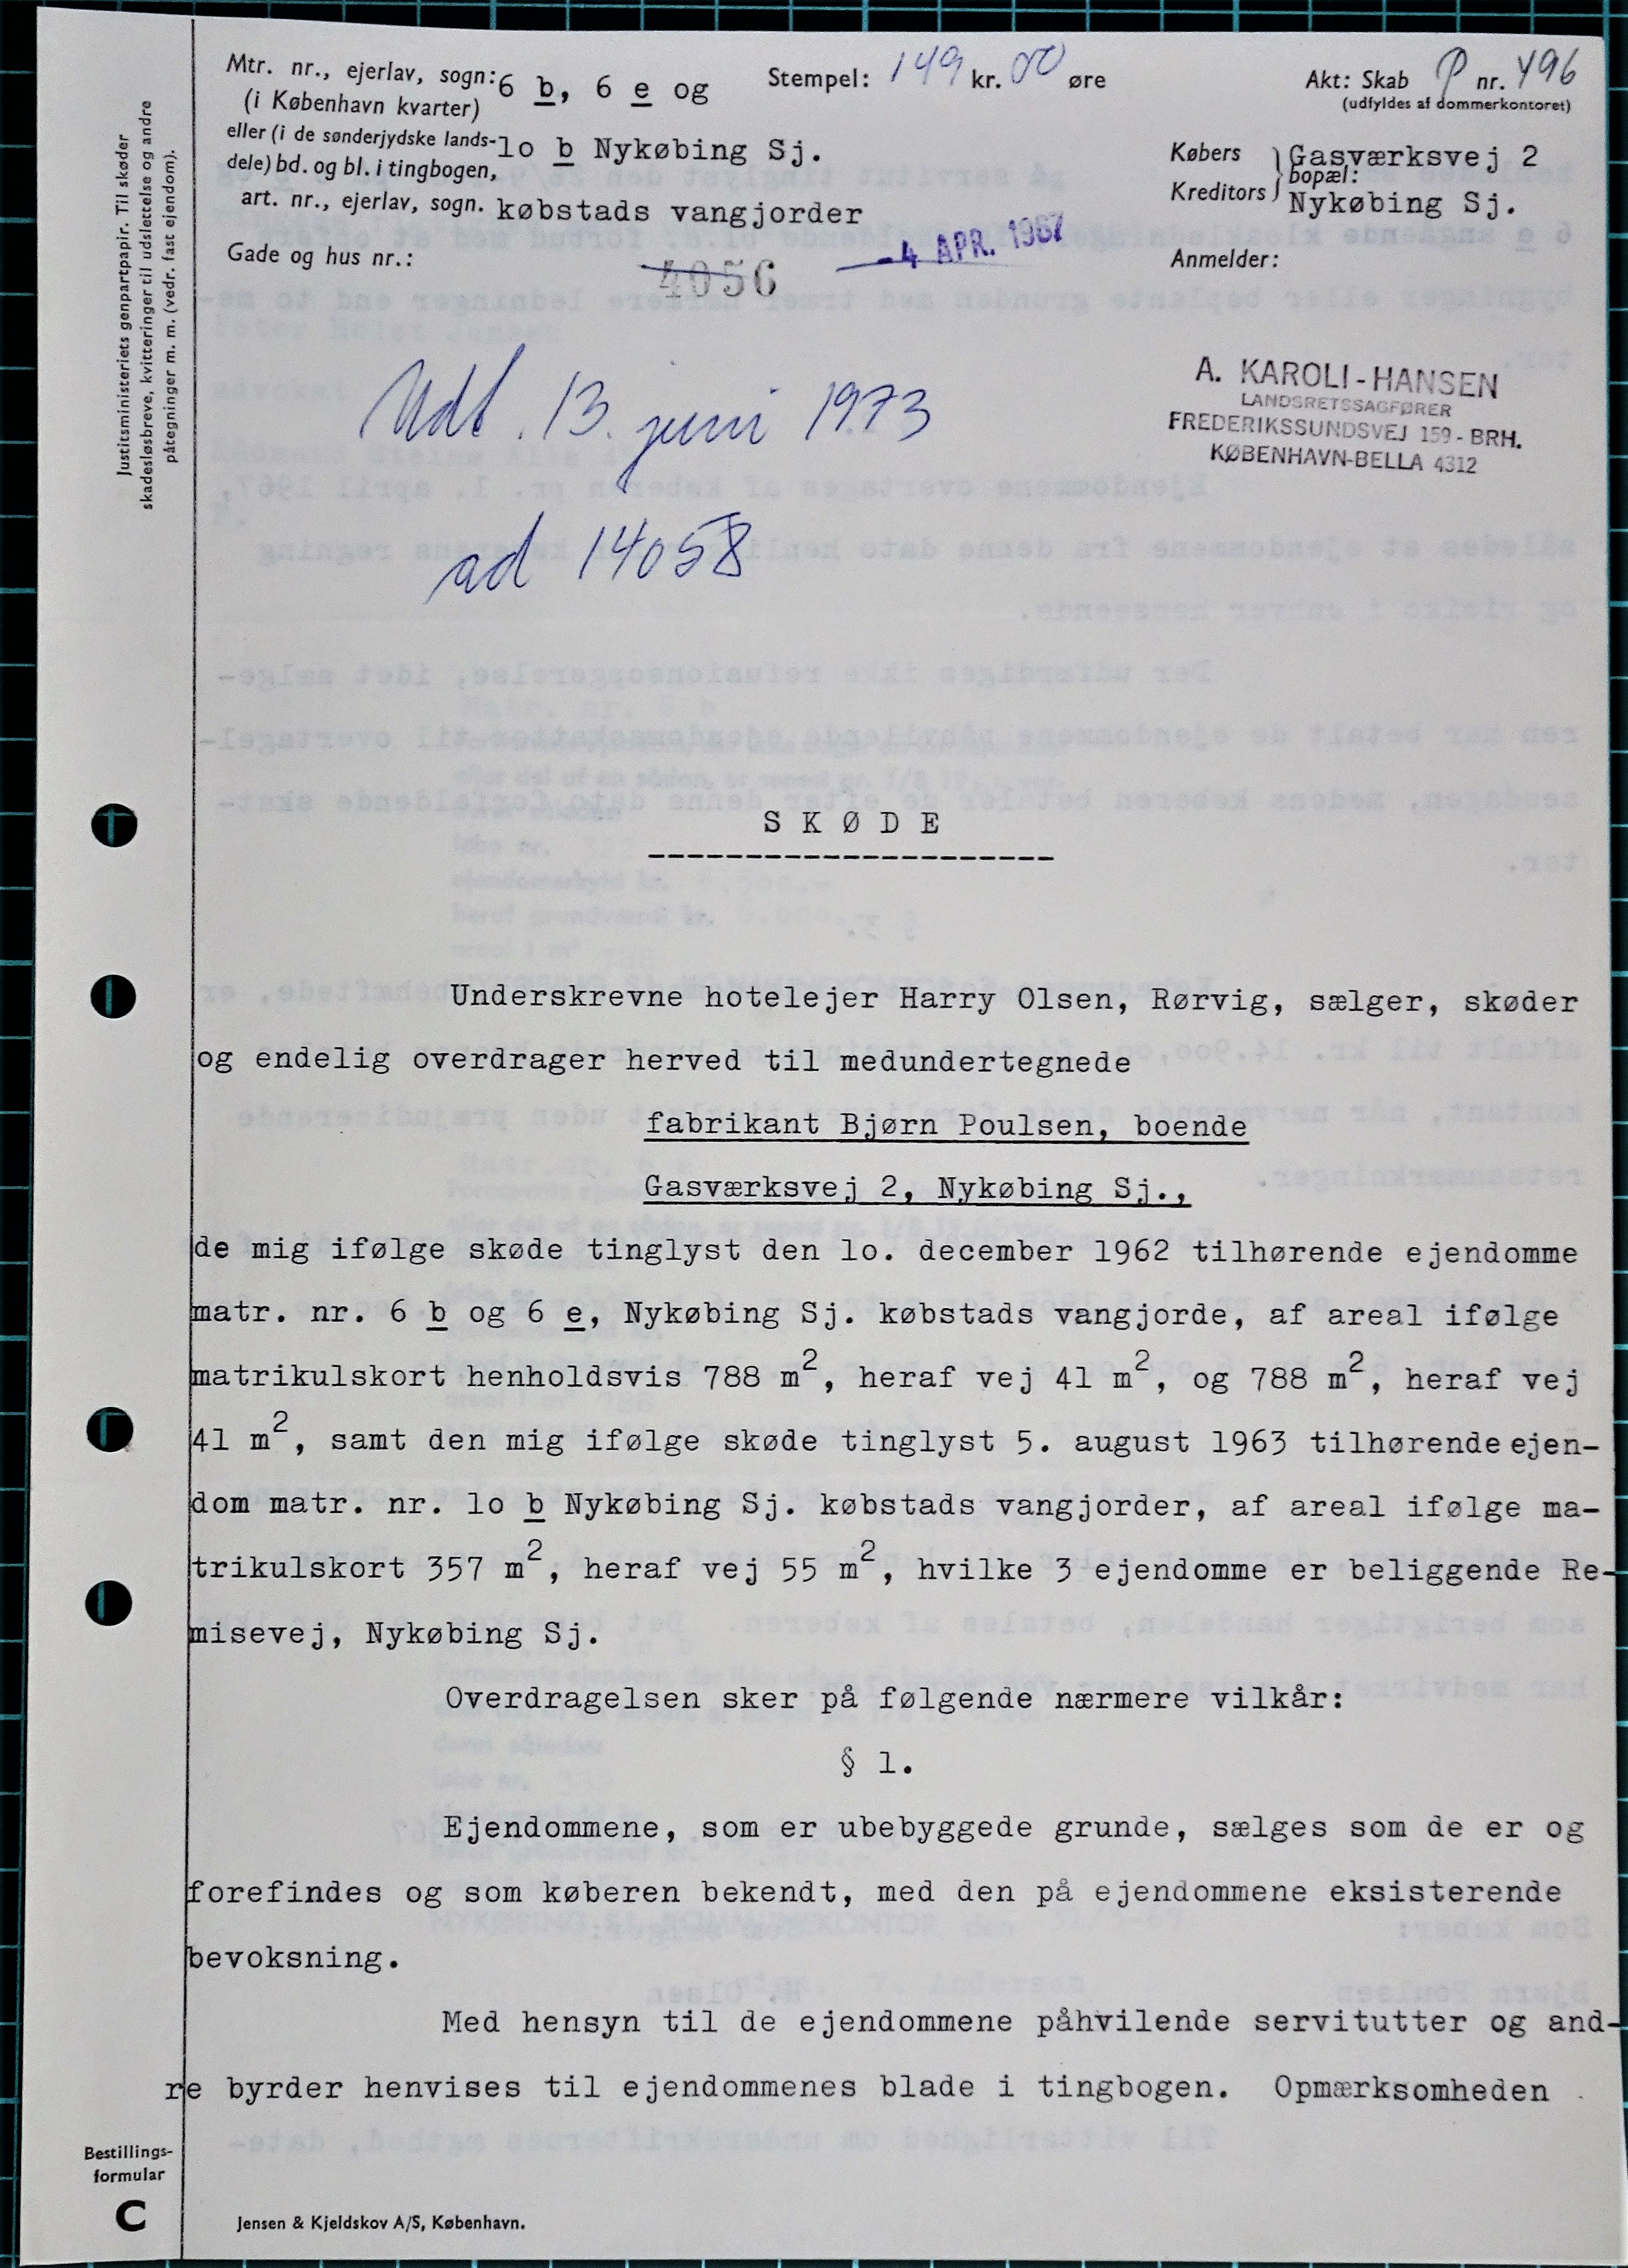 Mtr. nr., ejerlav, sogn: 6 b, 6 e og
(i København kvarter)
eller (i de sønderjydske lands- lo b Nykøbing Sj.
dele) bd. og bl. i tingbogen,
art. nr., ejerlav, sogn. købstads vangjorder
Gade og hus nr.:
Stempel: 149 kr. 00 øre
Akt: Skab P nr. 496
(udfyldes af dommerkontoret)
Købers } Gasværksvej 2
bopæl:
Kreditors } Nykøbing Sj.
Anmelder:
4056
- 4 APR. 1967
Justitsministeriets genpartpapir. Til skøder
skadesløsbreve, kvitteringer til udslettelse og andre
påtegninger m. m. (vedr. fast ejendom).
A. KAROLI-HANSEN
LANDSRETSSAGFØRER
FREDERIKSSUNDSVEJ 159 - BRH.
KØBENHAVN-BELLA 4312
Udl. 13. juni 1973
ad 14058
SKØDE
---------------------
Underskrevne hotelejer Harry Olsen, Rørvig, sælger, skøder
og endelig overdrager herved til medundertegnede
fabrikant Bjørn Poulsen, boende
Gasværksvej 2, Nykøbing Sj.,
de mig ifølge skøde tinglyst den lo. december 1962 tilhørende ejendomme
matr. nr. 6 b og 6 e, Nykøbing Sj. købstads vangjorde, af areal ifølge
matrikulskort henholdsvis 788 m2, heraf vej 41 m2, og 788 m2, heraf vej
41 m2, samt den mig ifølge skøde tinglyst 5. august 1963 tilhørende ejen-
dom matr. nr. lo b Nykøbing Sj. købstads vangjorder, af areal ifølge ma-
trikulskort 357 m2, heraf vej 55 m2, hvilke 3 ejendomme er beliggende Re-
misevej, Nykøbing Sj.
Overdragelsen sker på følgende nærmere vilkår:
§ 1.
Ejendommene, som er ubebyggede grunde, sælges som de er og
forefindes og som køberen bekendt, med den på ejendommene eksisterende
bevoksning.
Med hensyn til de ejendommene påhvilende servitutter og and-
re byrder henvises til ejendommenes blade i tingbogen. Opmærksomheden
Bestillings-
formular
C
Jensen & Kjeldskov A/S, København.